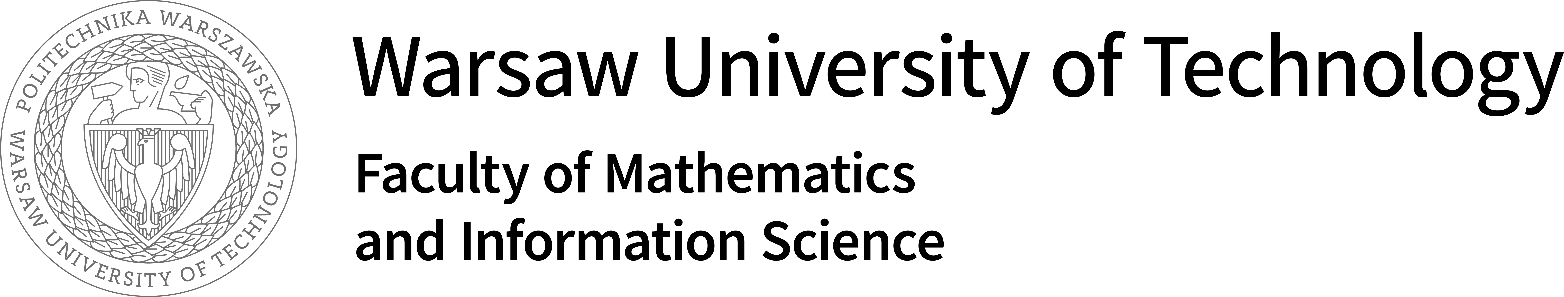 POLITECHNIKA WARSZAWSKA
WARSAW UNIVERSITY OF TECHNOLOGY
Warsaw University of Technology
Faculty of Mathematics
and Information Science